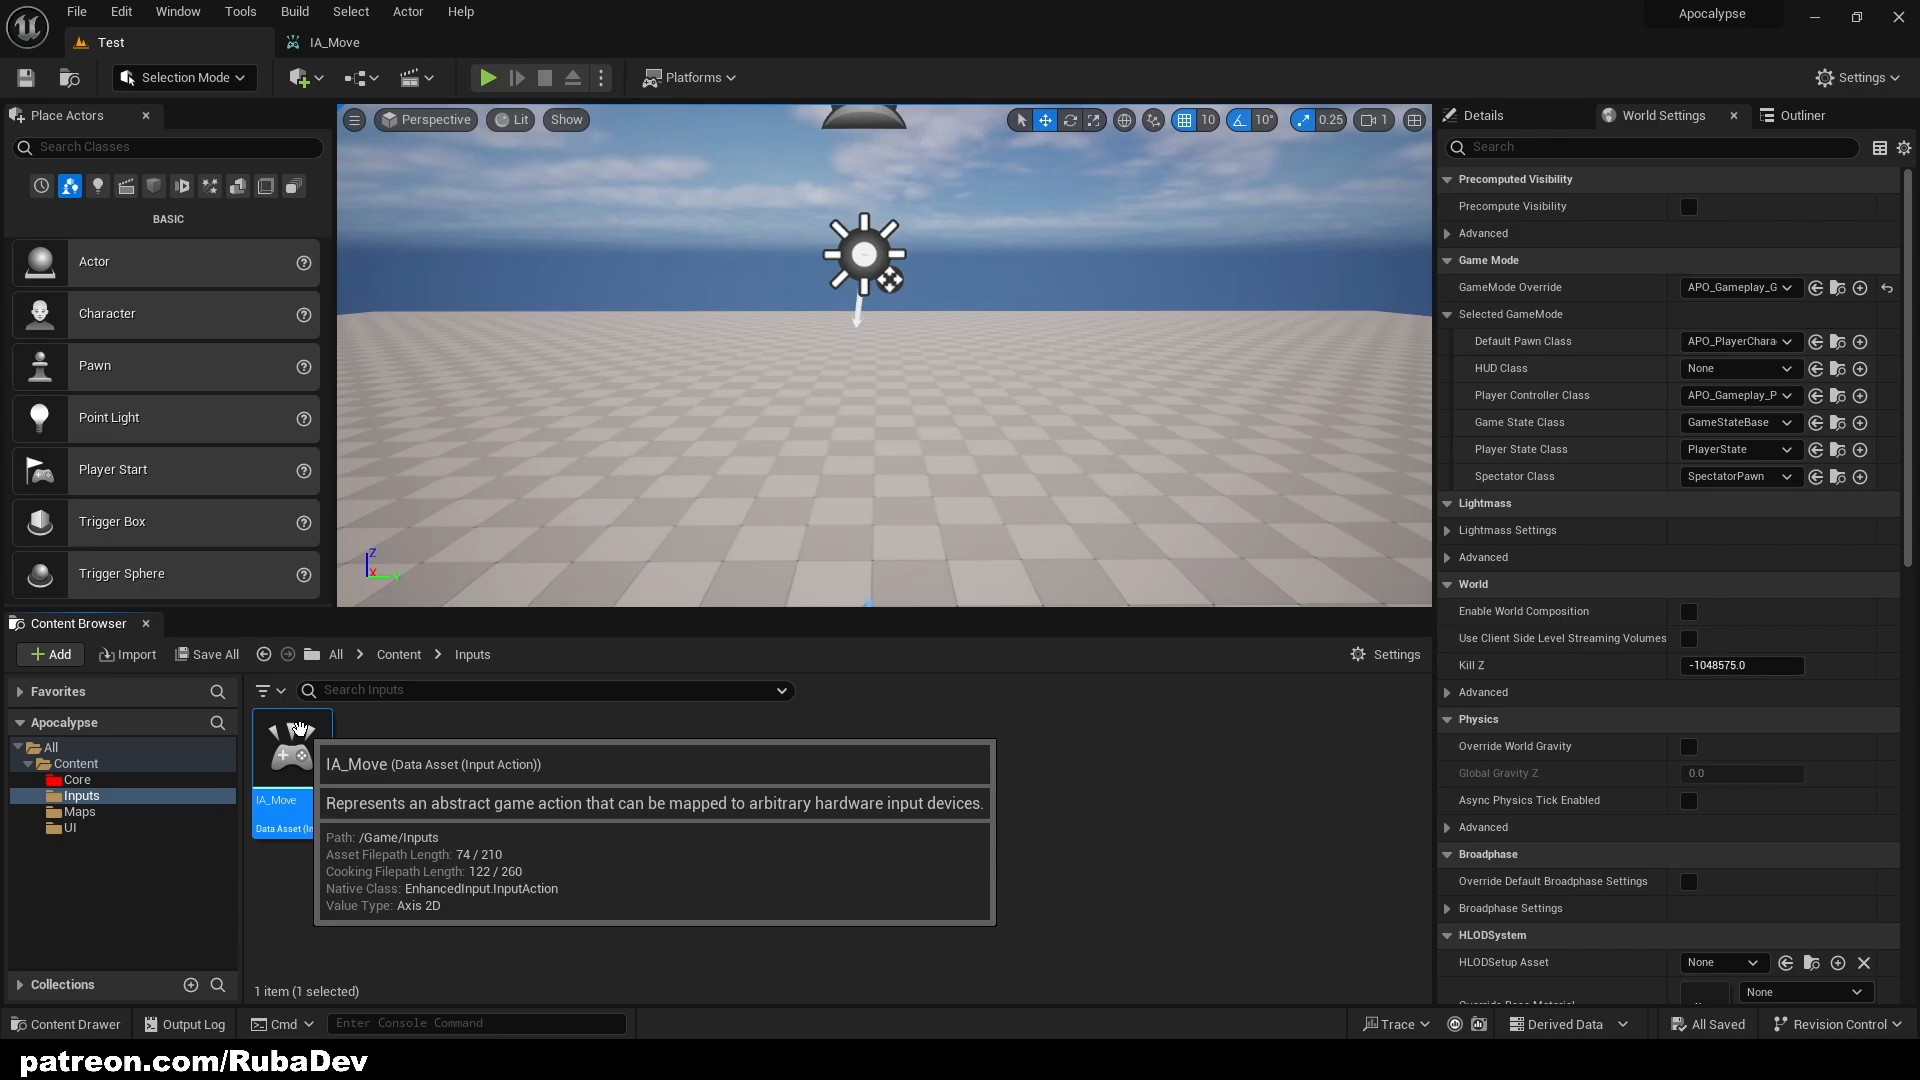 File Edit Window Tools Build Select Actor Help
Apocalypse
Test
IA_Move
Selection Mode
Platforms
Settings
Place Actors
Search Classes
BASIC
Actor
Character
Pawn
Point Light
Player Start
Trigger Box
Trigger Sphere
Perspective
Lit
Show
10
10°
0.25
1
Z
X
Y
Details
World Settings
Outliner
Search
Precomputed Visibility
Precompute Visibility
Advanced
Game Mode
GameMode Override APO_Gameplay_G
Selected GameMode
Default Pawn Class APO_PlayerChara
HUD Class None
Player Controller Class APO_Gameplay_P
Game State Class GameStateBase
Player State Class PlayerState
Spectator Class SpectatorPawn
Lightmass
Lightmass Settings
Advanced
World
Enable World Composition
Use Client Side Level Streaming Volumes
Kill Z -1048575.0
Advanced
Physics
Override World Gravity
Global Gravity Z 0.0
Async Physics Tick Enabled
Advanced
Broadphase
Override Default Broadphase Settings
Broadphase Settings
HLODSystem
HLODSetup Asset None
None
Content Browser
Add Import Save All All Content Inputs Settings
Favorites
Apocalypse
All
Content
Core
Inputs
Maps
UI
Collections
Search Inputs
IA_Move
Data Asset (In
IA_Move (Data Asset (Input Action))
Represents an abstract game action that can be mapped to arbitrary hardware input devices.
Path: /Game/Inputs
Asset Filepath Length: 74 / 210
Cooking Filepath Length: 122 / 260
Native Class: EnhancedInput.InputAction
Value Type: Axis 2D
1 item (1 selected)
Content Drawer
Output Log
Cmd
Enter Console Command
Trace
Derived Data
All Saved
Revision Control
patreon.com/RubaDev